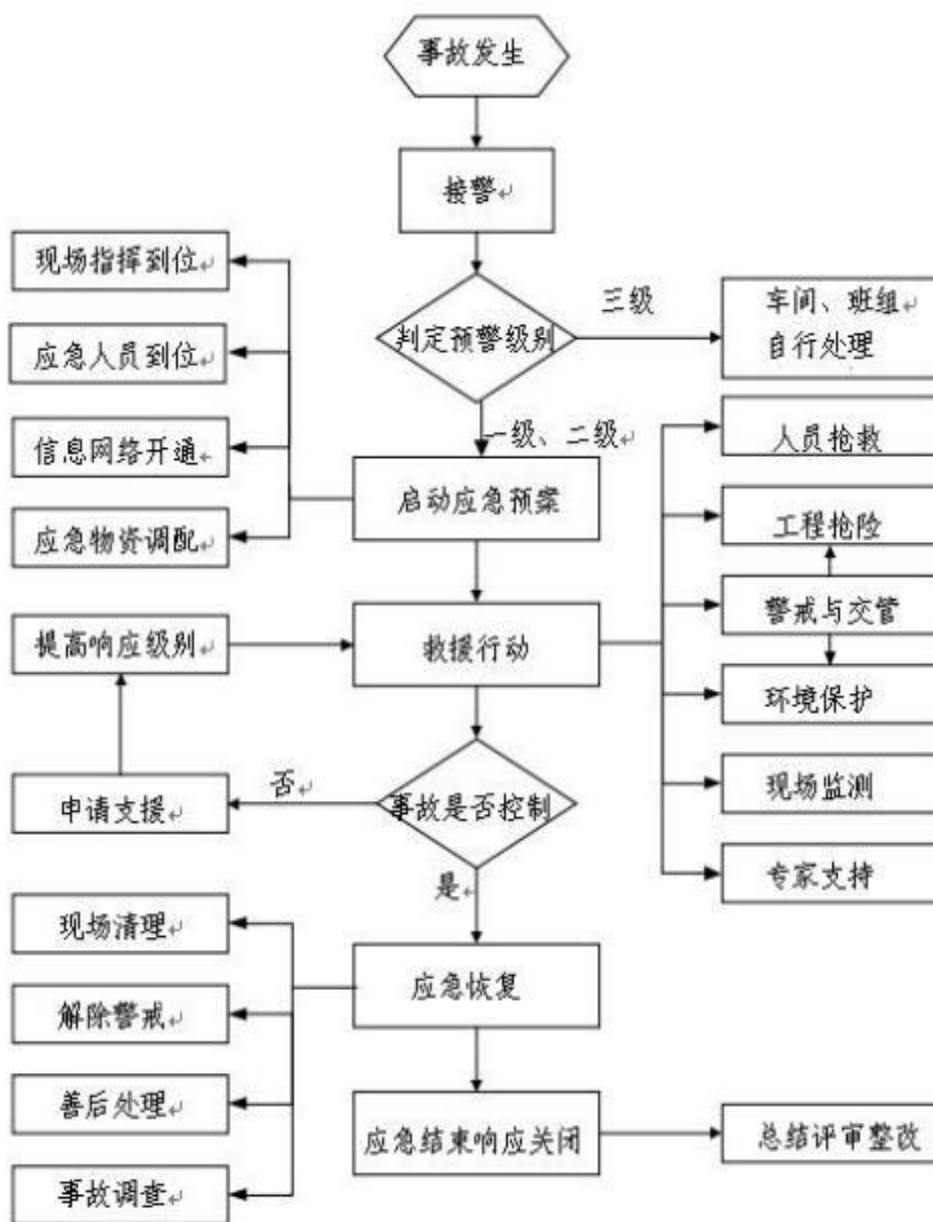 事故发生
接警
现场指挥到位
应急人员到位
信息网络开通
应急物资调配
判定预警级别
三级
车间、班组
自行处理
一级、二级
启动应急预案
人员抢救
工程抢险
警戒与交管
环境保护
现场监测
专家支持
提高响应级别
救援行动
申请支援
否
事故是否控制
是
现场清理
解除警戒
善后处理
事故调查
应急恢复
应急结束响应关闭
总结评审整改